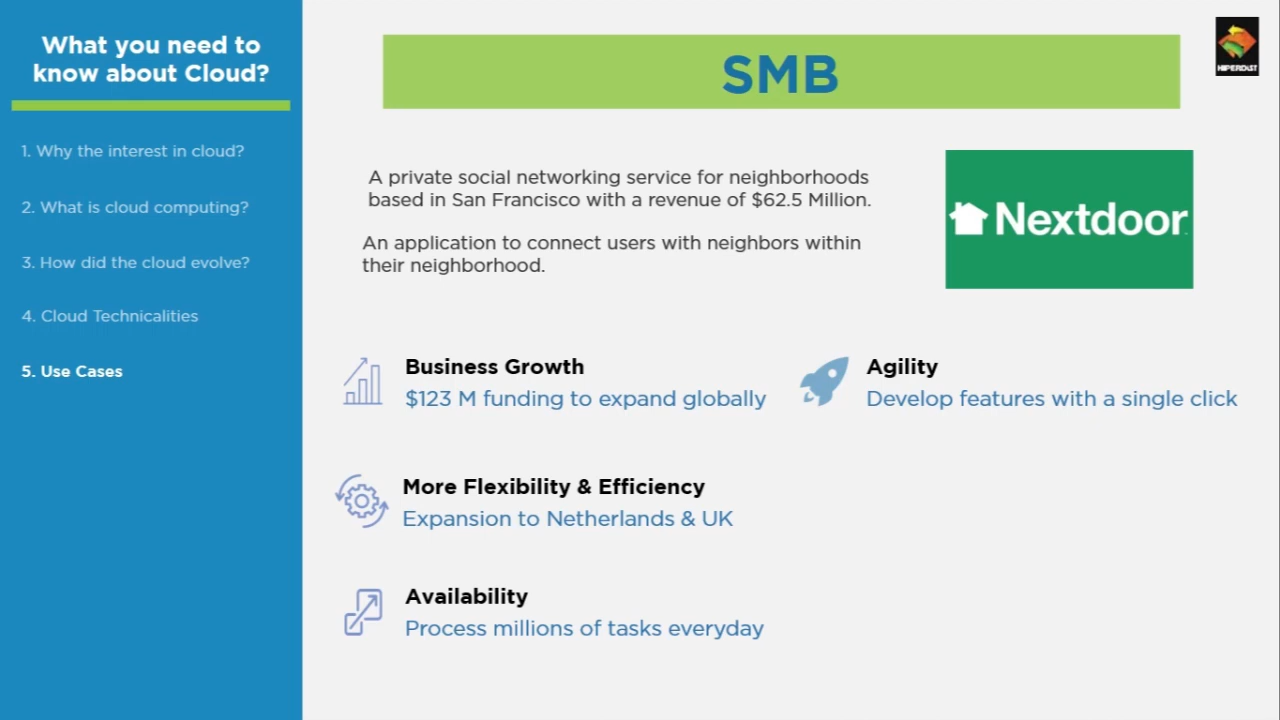 What you need to
know about Cloud?
1. Why the interest in cloud?
2. What is cloud computing?
3. How did the cloud evolve?
4. Cloud Technicalities
5. Use Cases
SMB
HIPERDIST
A private social networking service for neighborhoods
based in San Francisco with a revenue of $62.5 Million.
An application to connect users with neighbors within
their neighborhood.
Nextdoor
Business Growth
$123 M funding to expand globally
Agility
Develop features with a single click
More Flexibility & Efficiency
Expansion to Netherlands & UK
Availability
Process millions of tasks everyday